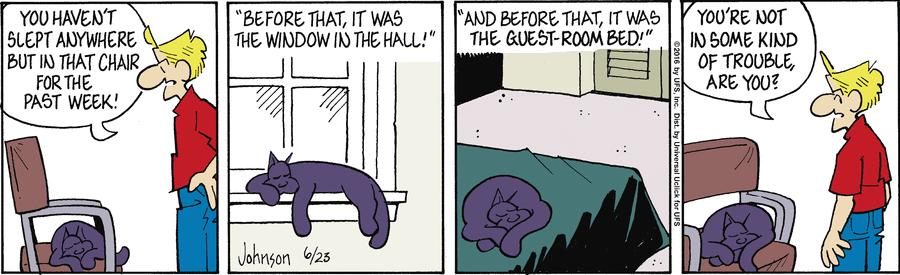 YOU HAVEN'T
SLEPT ANYWHERE
BUT IN THAT CHAIR
FOR THE
PAST WEEK!
"BEFORE THAT, IT WAS
THE WINDOW IN THE HALL!"
Johnson 6/23
"AND BEFORE THAT, IT WAS
THE GUEST-ROOM BED!"
©2016 by UFS, Inc. Dist. by Universal Uclick for UFS
YOU'RE NOT
IN SOME KIND
OF TROUBLE,
ARE YOU?